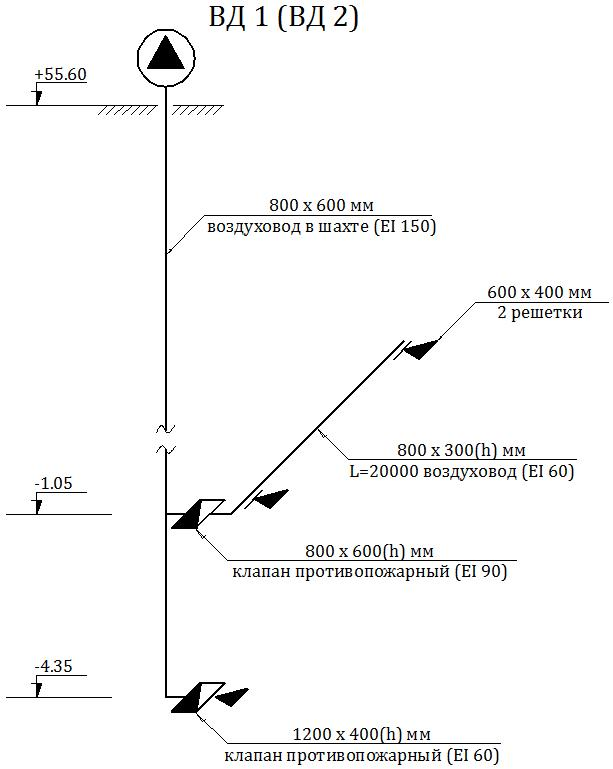 ВД 1 (ВД 2)
+55.60
800 x 600 мм
воздуховод в шахте (EI 150)
600 x 400 мм
2 решетки
800 x 300(h) мм
L=20000 воздуховод (EI 60)
-1.05
800 x 600(h) мм
клапан противопожарный (EI 90)
-4.35
1200 x 400(h) мм
клапан противопожарный (EI 60)